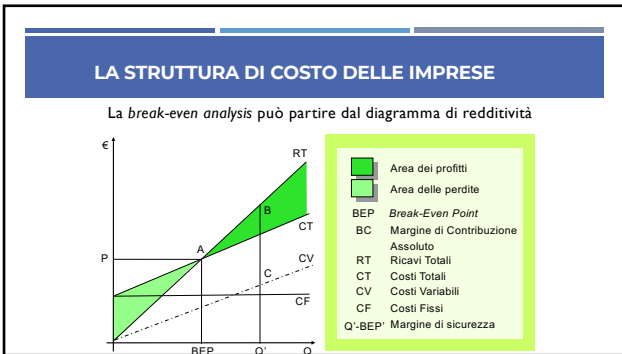 LA STRUTTURA DI COSTO DELLE IMPRESE
La break-even analysis può partire dal diagramma di redditività
€
RT
B
CT
A
P
CV
C
CF
BEP
Q'
Q
Area dei profitti
Area delle perdite
BEP Break-Even Point
BC Margine di Contribuzione
Assoluto
RT Ricavi Totali
CT Costi Totali
CV Costi Variabili
CF Costi Fissi
Q'-BEP' Margine di sicurezza